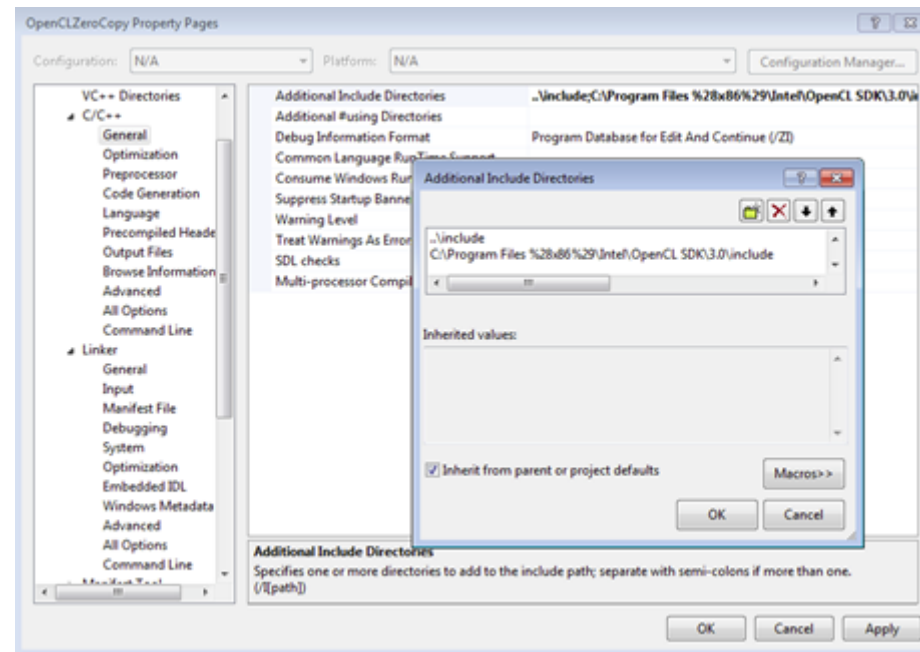 OpenCLZeroCopy Property Pages
Configuration: N/A Platform: N/A Configuration Manager...
VC++ Directories
C/C++
General
Optimization
Preprocessor
Code Generation
Language
Precompiled Heade
Output Files
Browse Information
Advanced
All Options
Command Line
Linker
General
Input
Manifest File
Debugging
System
Optimization
Embedded IDL
Windows Metadata
Advanced
All Options
Command Line
Manifest Tool
Additional Include Directories ..\include;C:\Program Files %28x86%29\Intel\OpenCL SDK\3.0\in
Additional #using Directories
Debug Information Format Program Database for Edit And Continue (/ZI)
Common Language RunTime Support
Consume Windows Run
Suppress Startup Banne
Warning Level
Treat Warnings As Error
SDL checks
Multi-processor Compil
Additional Include Directories
..\include
C:\Program Files %28x86%29\Intel\OpenCL SDK\3.0\include
Inherited values:
Inherit from parent or project defaults
Macros>>
OK Cancel
Additional Include Directories
Specifies one or more directories to add to the include path; separate with semi-colons if more than one.
(/I[path])
OK Cancel Apply